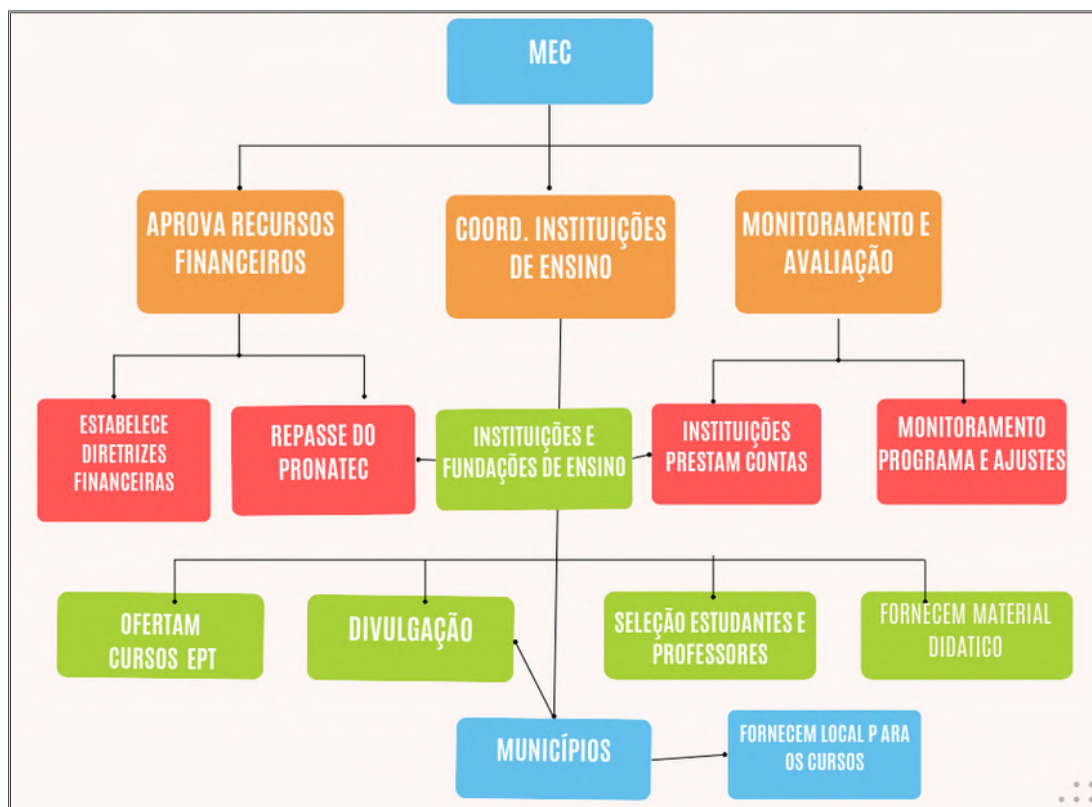 MEC
APROVA RECURSOS
FINANCEIROS
COORD. INSTITUIÇÕES
DE ENSINO
MONITORAMENTO E
AVALIAÇÃO
ESTABELECE
DIRETRIZES
FINANCEIRAS
REPASSE DO
PRONATEC
INSTITUIÇÕES E
FUNDAÇÕES DE ENSINO
INSTITUIÇÕES
PRESTAM CONTAS
MONITORAMENTO
PROGRAMA E AJUSTES
OFERTAM
CURSOS EPT
DIVULGAÇÃO
SELEÇÃO ESTUDANTES E
PROFESSORES
FORNECEM MATERIAL
DIDATICO
MUNICÍPIOS
FORNECEM LOCAL P ARA
OS CURSOS